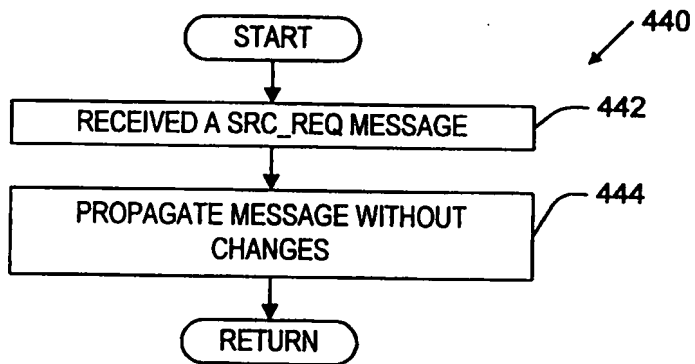 START
440
RECEIVED A SRC_REQ MESSAGE
442
PROPAGATE MESSAGE WITHOUT
CHANGES
444
RETURN